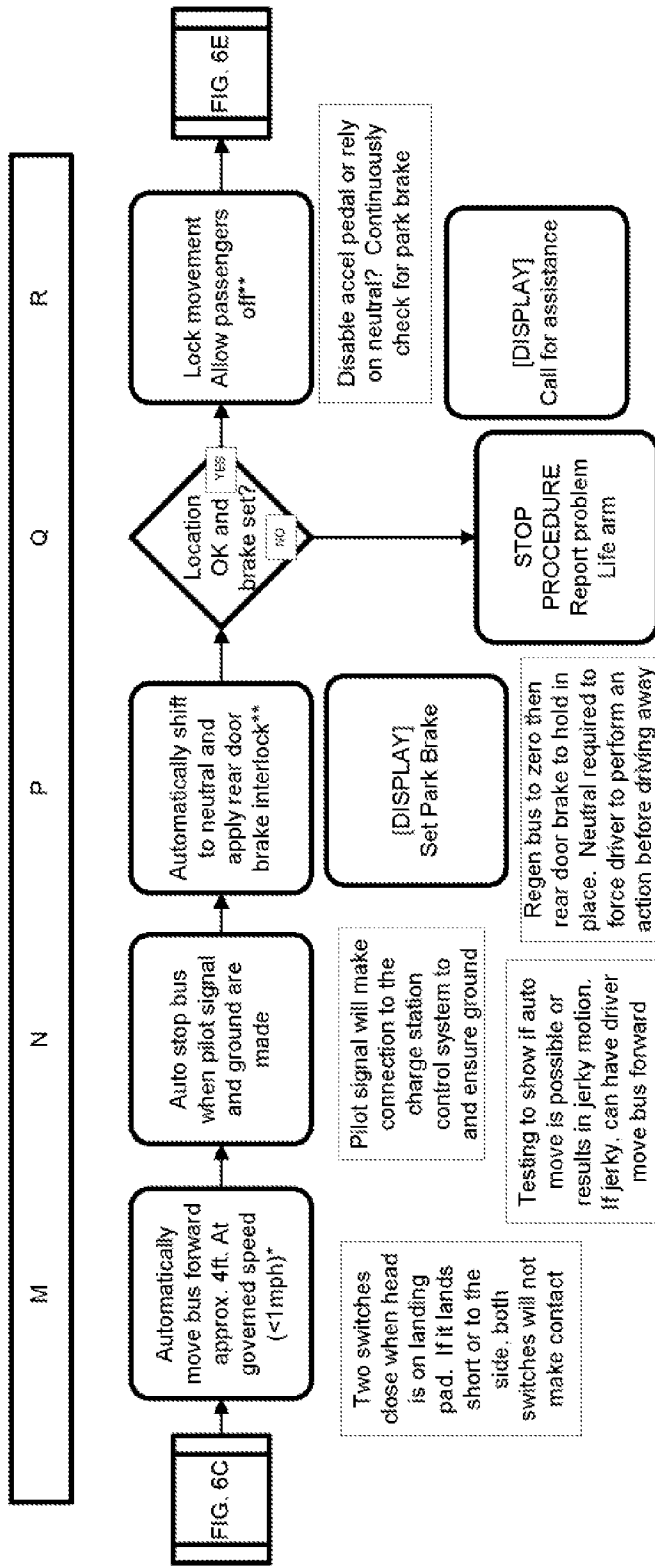 M
N
P
Q
R
FIG. 6C
Automatically
move bus forward
approx. 4ft. At
governed speed
(<1mph)*
Auto stop bus
when pilot signal
and ground are
made
Automatically shift
to neutral and
apply rear door
brake interlock**
Location
OK and
brake set?
YES
NO
Lock movement
Allow passengers
off**
FIG. 6E
Two switches
close when head
is on landing
pad. If it lands
short or to the
side, both
switches will not
make contact
Pilot signal will make
connection to the
charge station
control system to
and ensure ground
[DISPLAY]
Set Park Brake
Disable accel pedal or rely
on neutral? Continuously
check for park brake
Testing to show if auto
move is possible or
results in jerky motion.
If jerky, can have driver
move bus forward
Regen bus to zero then
rear door brake to hold in
place. Neutral required to
force driver to perform an
action before driving away
STOP
PROCEDURE
Report problem
Life arm
[DISPLAY]
Call for assistance